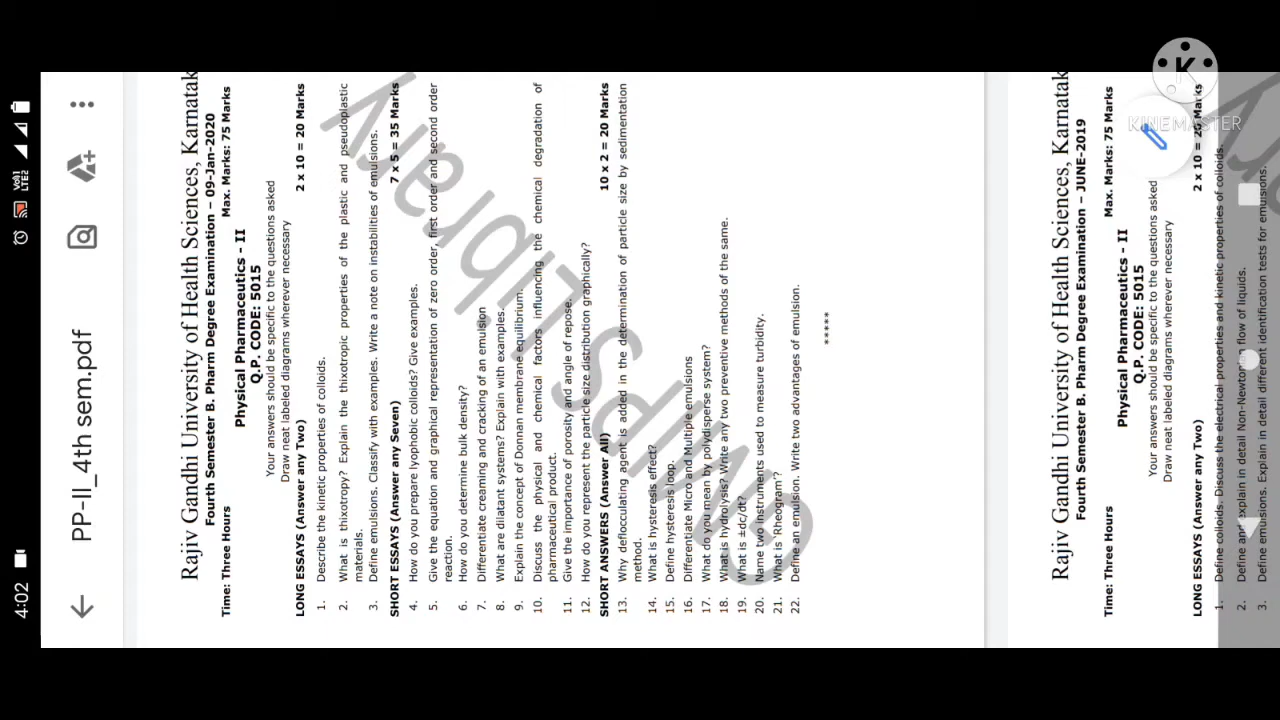 4:02
Vo))
LTE2
PP-II_4th sem.pdf
Rajiv Gandhi University of Health Sciences, Karnatak
Fourth Semester B. Pharm Degree Examination – 09-Jan-2020
Time: Three Hours Max. Marks: 75 Marks
Physical Pharmaceutics - II
Q.P. CODE: 5015
Your answers should be specific to the questions asked
Draw neat labeled diagrams wherever necessary
LONG ESSAYS (Answer any Two) 2 x 10 = 20 Marks
1. Describe the kinetic properties of colloids.
2. What is thixotropy? Explain the thixotropic properties of the plastic and pseudoplastic
materials.
3. Define emulsions. Classify with examples. Write a note on instabilities of emulsions.
SHORT ESSAYS (Answer any Seven) 7 x 5 = 35 Marks
4. How do you prepare lyophobic colloids? Give examples.
5. Give the equation and graphical representation of zero order, first order and second order
reaction.
6. How do you determine bulk density?
7. Differentiate creaming and cracking of an emulsion
8. What are dilatant systems? Explain with examples.
9. Explain the concept of Donnan membrane equilibrium.
10. Discuss the physical and chemical factors influencing the chemical degradation of
pharmaceutical product.
11. Give the importance of porosity and angle of repose.
12. How do you represent the particle size distribution graphically?
SHORT ANSWERS (Answer All) 10 x 2 = 20 Marks
13. Why deflocculating agent is added in the determination of particle size by sedimentation
method.
14. What is hysteresis effect?
15. Define hysteresis loop.
16. Differentiate Micro and Multiple emulsions
17. What do you mean by polydisperse system?
18. What is hydrolysis? Write any two preventive methods of the same.
19. What is ±dc/dt?
20. Name two instruments used to measure turbidity.
21. What is 'Rheogram'?
22. Define an emulsion. Write two advantages of emulsion.
*****
GMIPS Library
Rajiv Gandhi University of Health Sciences, Karnatak
Fourth Semester B. Pharm Degree Examination – JUNE-2019
Time: Three Hours Max. Marks: 75 Marks
Physical Pharmaceutics - II
Q.P. CODE: 5015
Your answers should be specific to the questions asked
Draw neat labeled diagrams wherever necessary
LONG ESSAYS (Answer any Two) 2 x 10 = 20 Marks
1. Define colloids. Discuss the electrical properties and kinetic properties of colloids.
2. Define and explain in detail Non-Newton flow of liquids.
3. Define emulsions. Explain in detail different identification tests for emulsions.
K
KINEMASTER